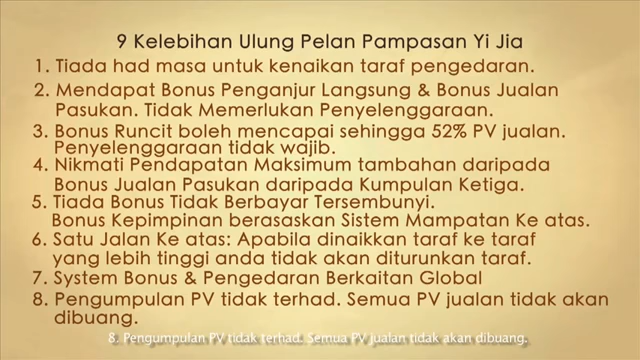 9 Kelebihan Ulung Pelan Pampasan Yi Jia
1. Tiada had masa untuk kenaikan taraf pengedaran.
2. Mendapat Bonus Penganjur Langsung & Bonus Jualan
Pasukan. Tidak Memerlukan Penyelenggaraan.
3. Bonus Runcit boleh mencapai sehingga 52% PV jualan.
Penyelenggaraan tidak wajib.
4. Nikmati Pendapatan Maksimum tambahan daripada
Bonus Jualan Pasukan daripada Kumpulan Ketiga.
5. Tiada Bonus Tidak Berbayar Tersembunyi.
Bonus Kepimpinan berasaskan Sistem Mampatan Ke atas.
6. Satu Jalan Ke atas: Apabila dinaikkan taraf ke taraf
yang lebih tinggi anda tidak akan diturunkan taraf.
7. System Bonus & Pengedaran Berkaitan Global
8. Pengumpulan PV tidak terhad. Semua PV jualan tidak akan
dibuang.
8. Pengumpulan PV tidak terhad. Semua PV jualan tidak akan dibuang.